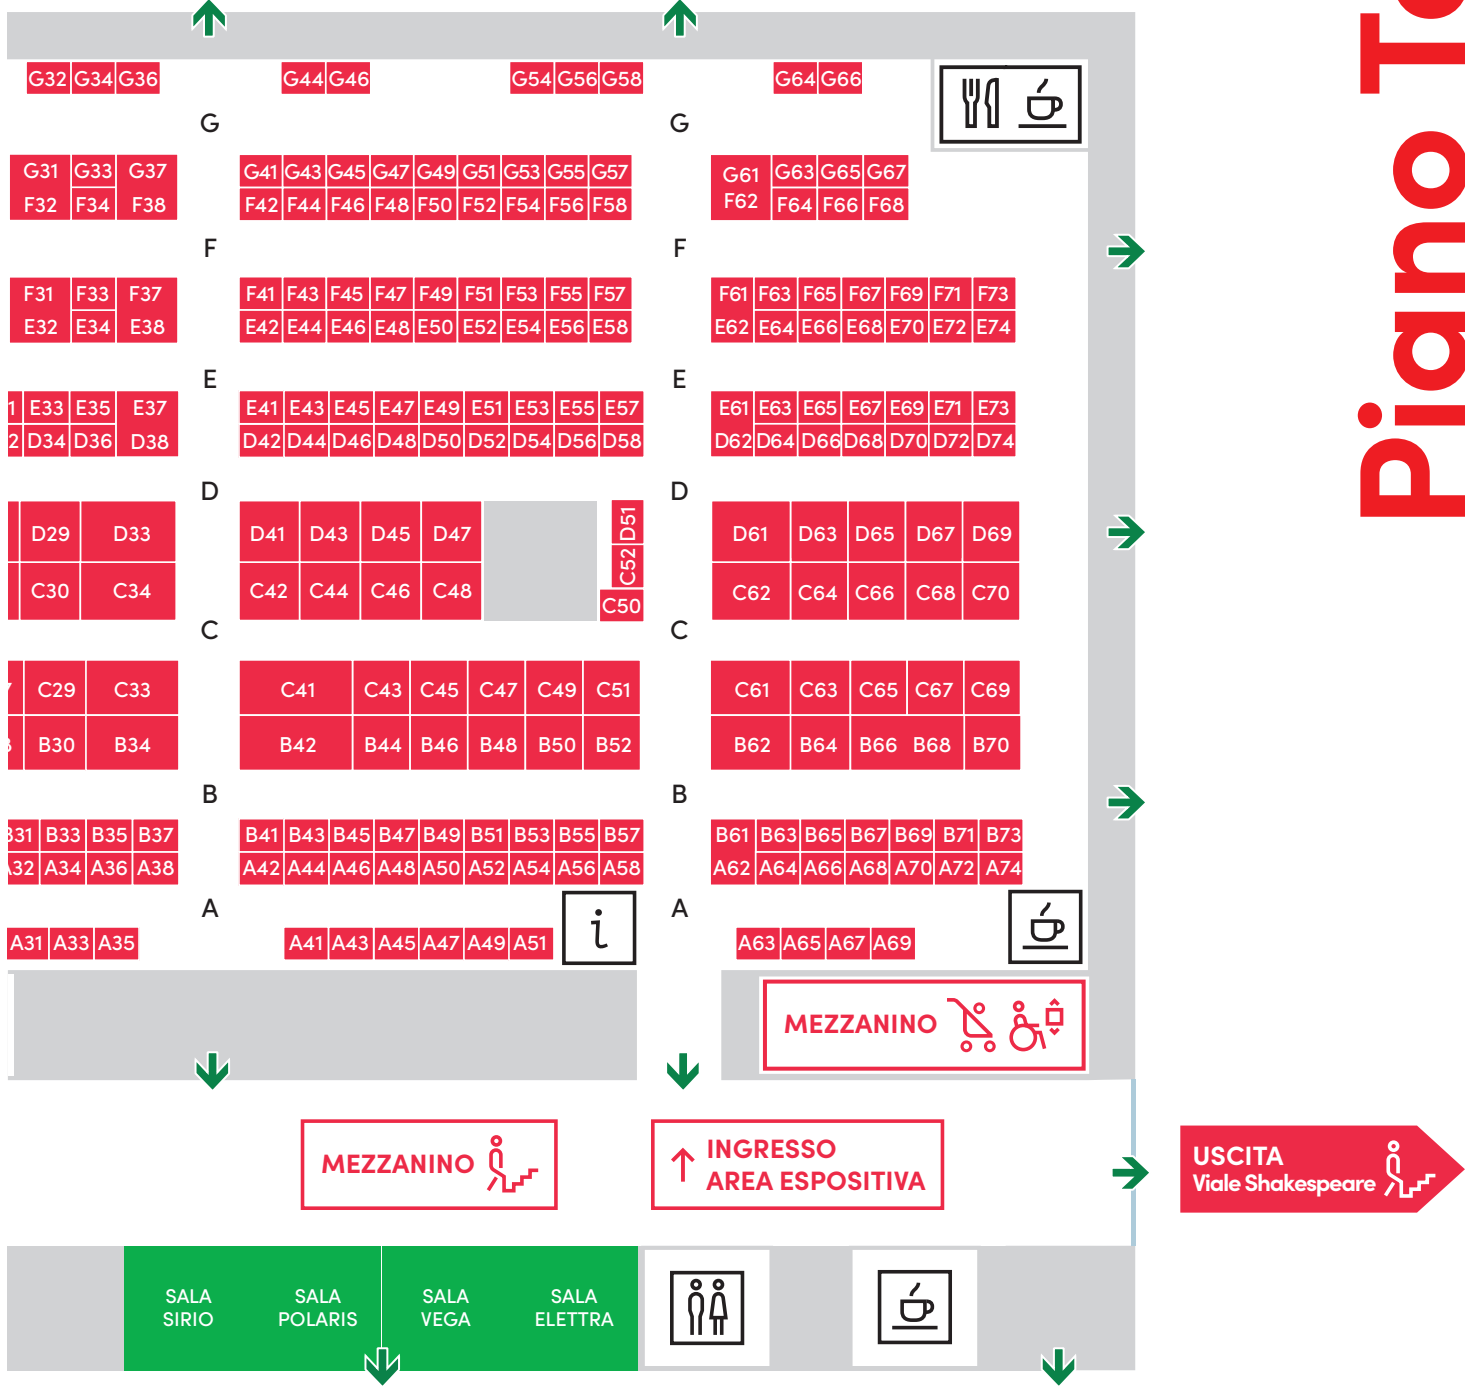 G32 G34 G36 G44 G46 G54 G56 G58 G64 G66
G G
G31 G33 G37 G41 G43 G45 G47 G49 G51 G53 G55 G57 G61 G63 G65 G67
F32 F34 F38 F42 F44 F46 F48 F50 F52 F54 F56 F58 F62 F64 F66 F68
F F
F31 F33 F37 F41 F43 F45 F47 F49 F51 F53 F55 F57 F61 F63 F65 F67 F69 F71 F73
E32 E34 E38 E42 E44 E46 E48 E50 E52 E54 E56 E58 E62 E64 E66 E68 E70 E72 E74
E E
E33 E35 E37 E41 E43 E45 E47 E49 E51 E53 E55 E57 E61 E63 E65 E67 E69 E71 E73
D34 D36 D38 D42 D44 D46 D48 D50 D52 D54 D56 D58 D62 D64 D66 D68 D70 D72 D74
D D
D29 D33 D41 D43 D45 D47 D51 D61 D63 D65 D67 D69
C30 C34 C42 C44 C46 C48 C52 C62 C64 C66 C68 C70
C50
C C
C29 C33 C41 C43 C45 C47 C49 C51 C61 C63 C65 C67 C69
B30 B34 B42 B44 B46 B48 B50 B52 B62 B64 B66 B68 B70
B B
B31 B33 B35 B37 B41 B43 B45 B47 B49 B51 B53 B55 B57 B61 B63 B65 B67 B69 B71 B73
A32 A34 A36 A38 A42 A44 A46 A48 A50 A52 A54 A56 A58 A62 A64 A66 A68 A70 A72 A74
A A
i
A31 A33 A35 A41 A43 A45 A47 A49 A51 A63 A65 A67 A69
MEZZANINO
MEZZANINO
INGRESSO
AREA ESPOSITIVA
USCITA
Viale Shakespeare
SALA
SIRIO
SALA
POLARIS
SALA
VEGA
SALA
ELETTRA
Piano